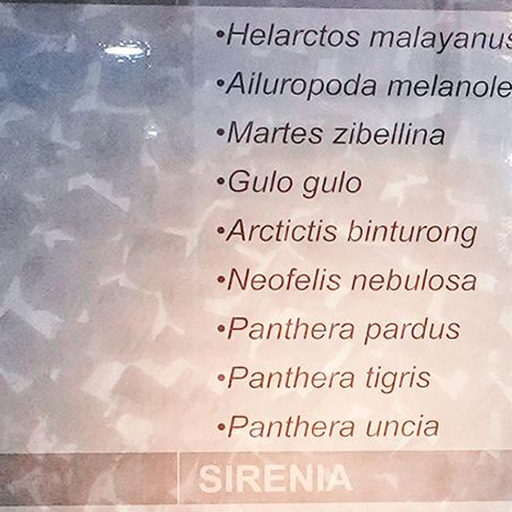 •Helarctos malayanus
•Ailuropoda melanole
•Martes zibellina
•Gulo gulo
•Arctictis binturong
•Neofelis nebulosa
•Panthera pardus
•Panthera tigris
•Panthera uncia
SIRENIA